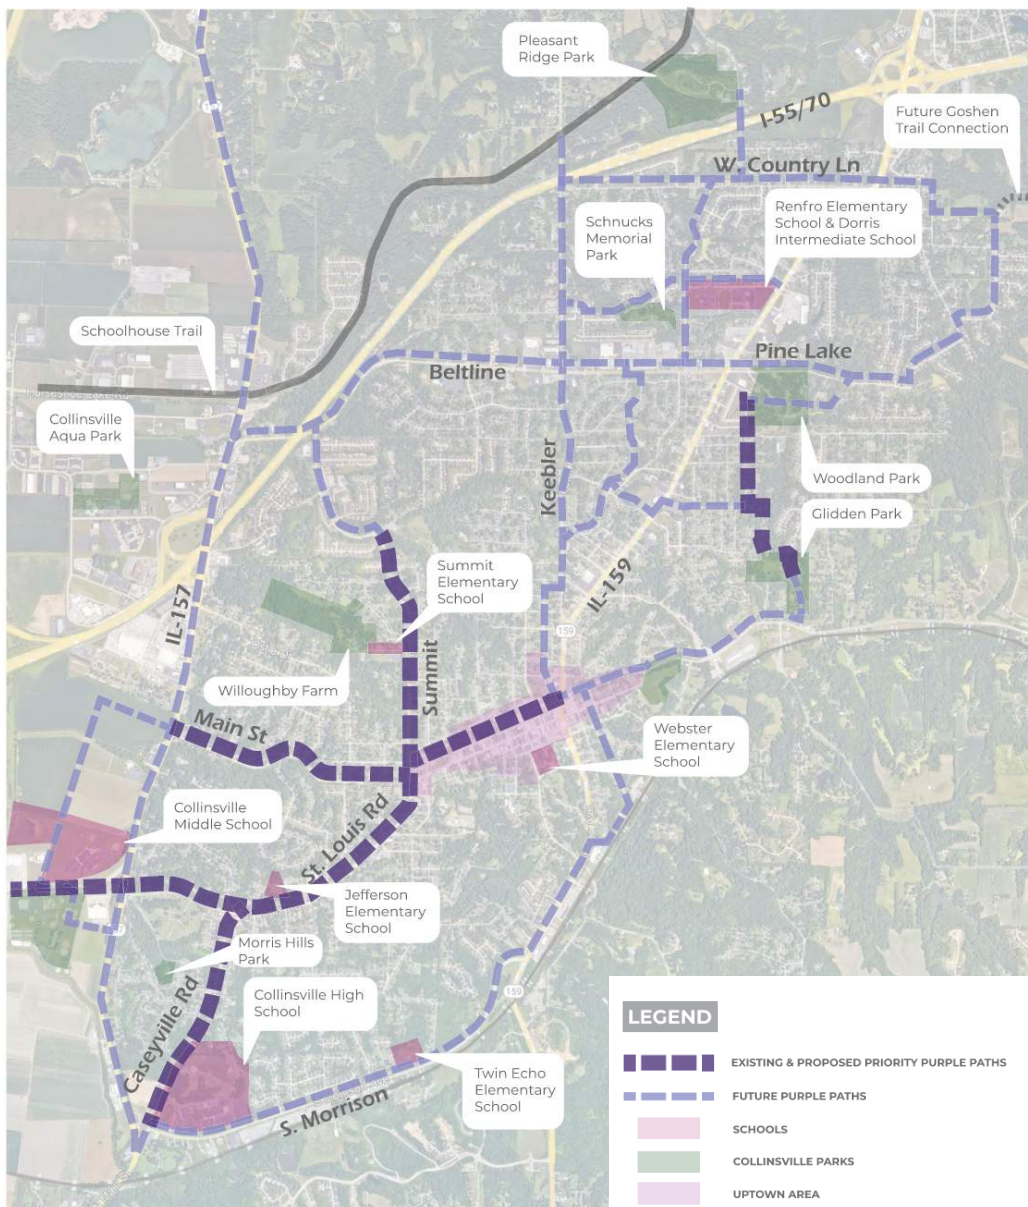 Pleasant
Ridge Park
I-55/70
Future Goshen
Trail Connection
W. Country Ln
Renfro Elementary
School & Dorris
Intermediate School
Schnucks
Memorial
Park
Schoolhouse Trail
Pine Lake
Beltline
Collinsville
Aqua Park
Keebler
Woodland Park
Glidden Park
Summit
Elementary
School
IL-159
IL-157
159
Willoughby Farm
Summit
Main St
Webster
Elementary
School
Collinsville
Middle School
St. Louis Rd
Jefferson
Elementary
School
Morris Hills
Park
Caseyville Rd
Collinsville High
School
159
Twin Echo
Elementary
School
S. Morrison
LEGEND
EXISTING & PROPOSED PRIORITY PURPLE PATHS
FUTURE PURPLE PATHS
SCHOOLS
COLLINSVILLE PARKS
UPTOWN AREA